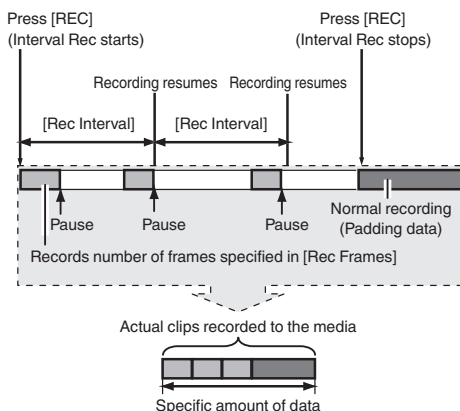 Press [REC]
(Interval Rec starts)
Press [REC]
(Interval Rec stops)
Recording resumes
Recording resumes
[Rec Interval]
[Rec Interval]
Pause
Pause
Pause
Normal recording
(Padding data)
Records number of frames specified in [Rec Frames]
Actual clips recorded to the media
Specific amount of data